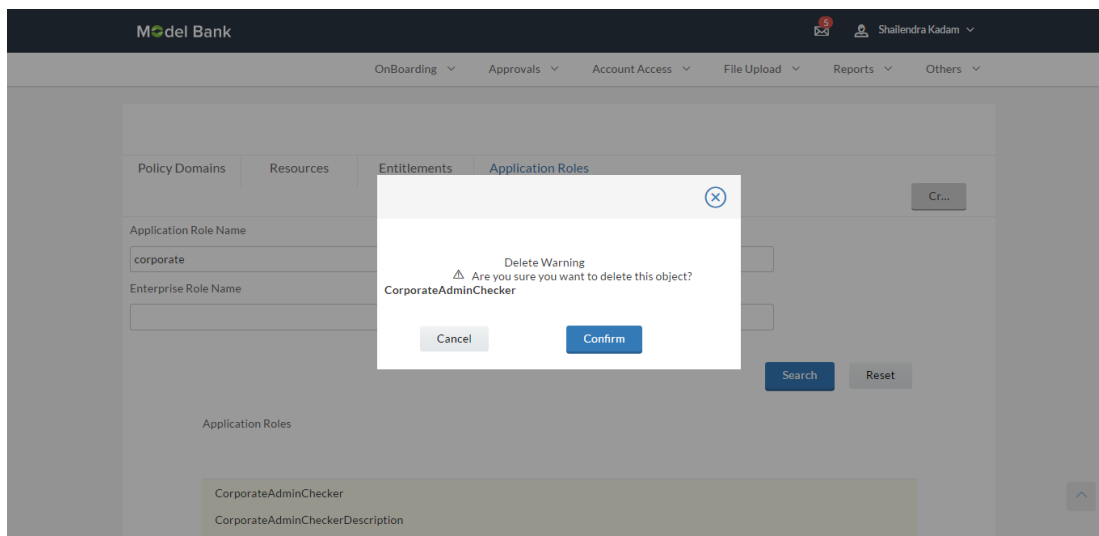 Model Bank
5
Shailendra Kadam
OnBoarding Approvals Account Access File Upload Reports Others
Policy Domains Resources Entitlements Application Roles
Cr...
Application Role Name
corporate
Enterprise Role Name
Delete Warning
Are you sure you want to delete this object?
CorporateAdminChecker
Cancel Confirm
Search Reset
Application Roles
CorporateAdminChecker
CorporateAdminCheckerDescription